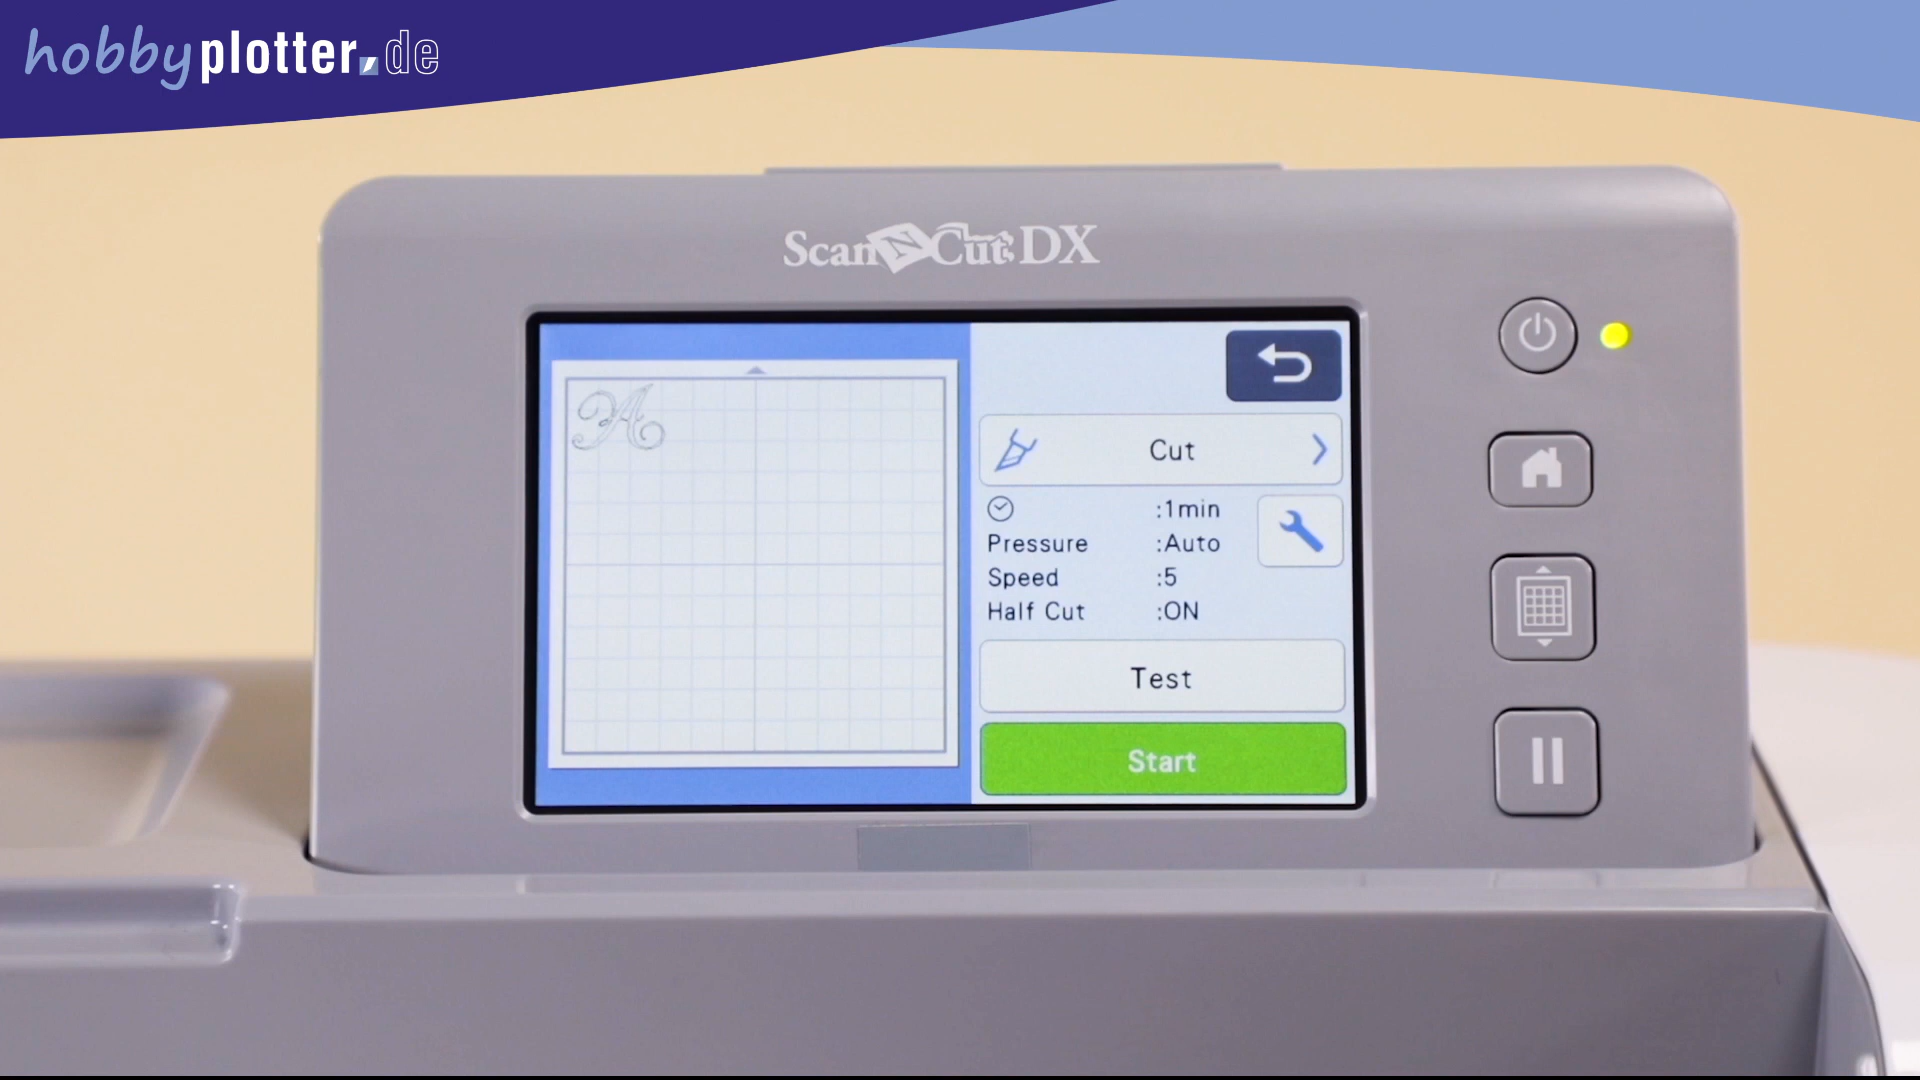 hobbyplotter.de
ScanNCut DX
A
Cut
:1min
Pressure :Auto
Speed :5
Half Cut :ON
Test
Start